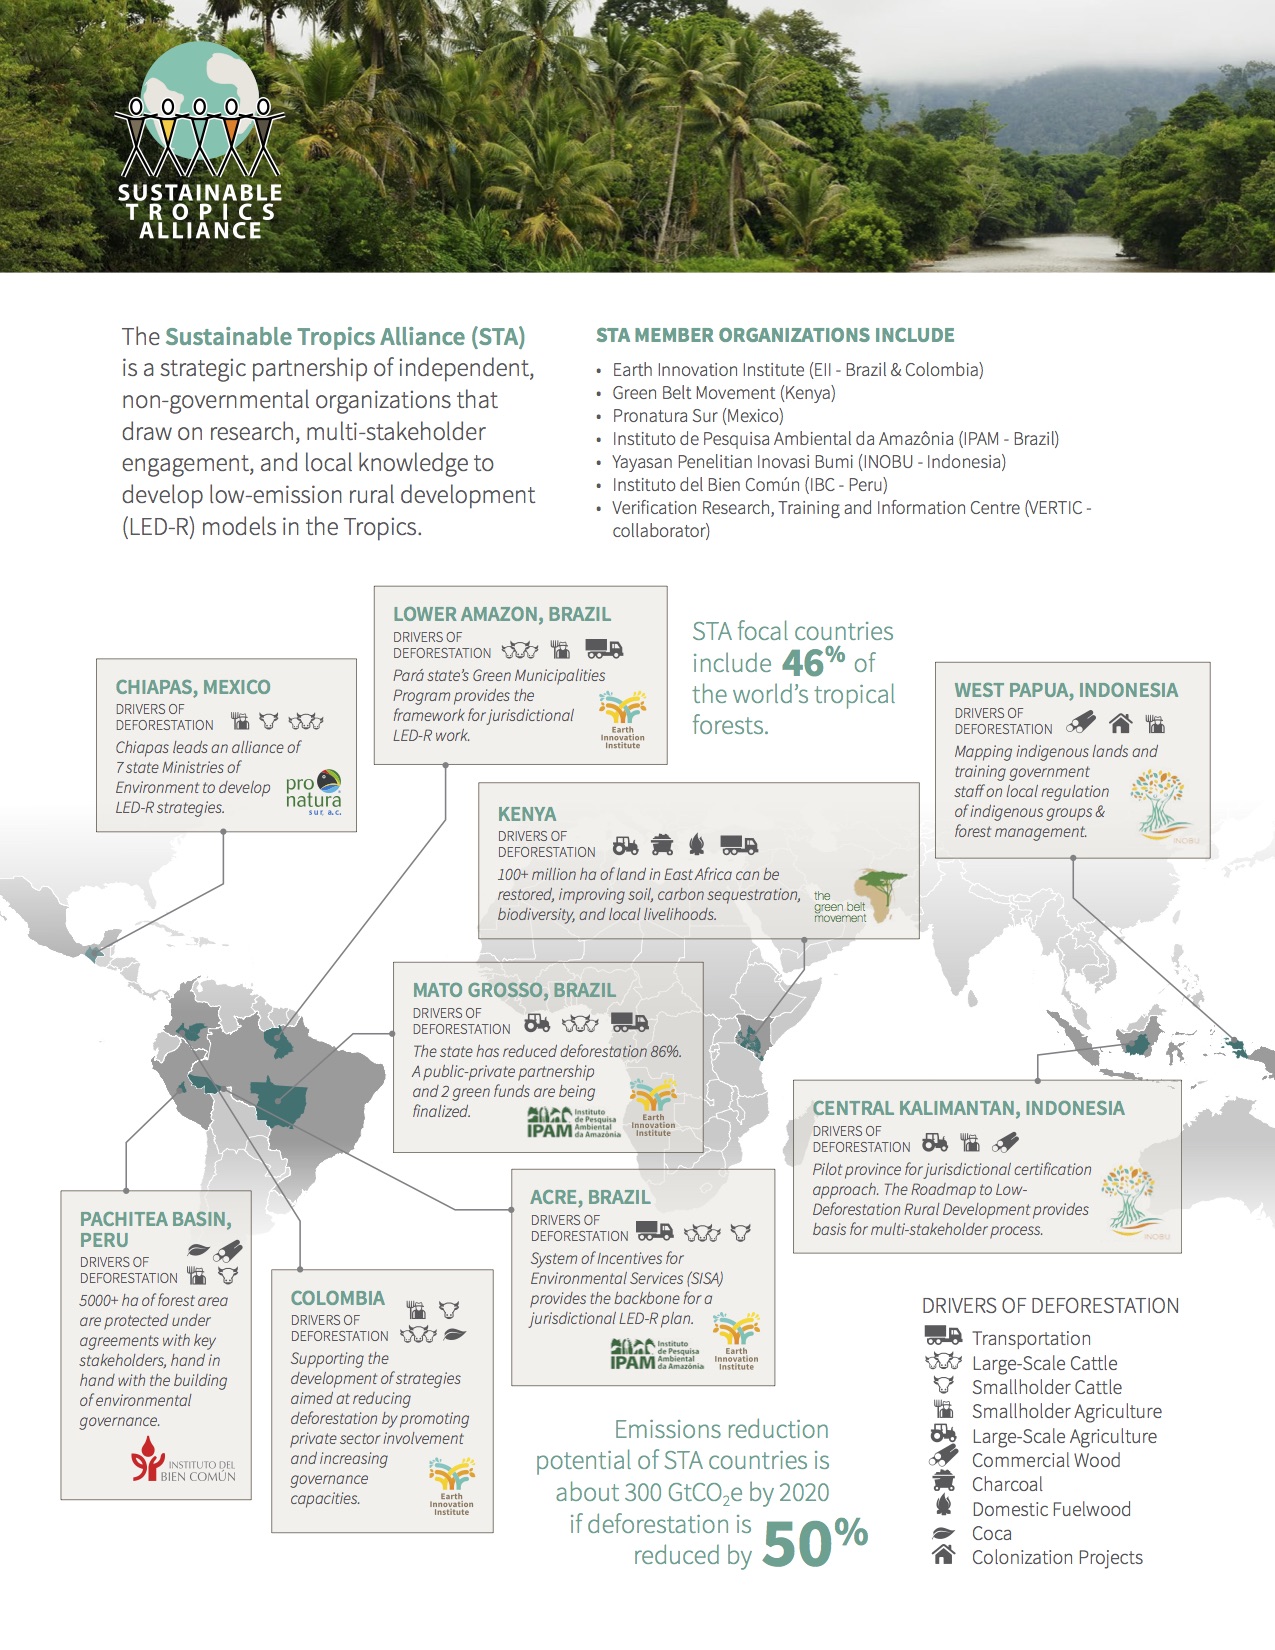 SUSTAINABLE
TROPICS
ALLIANCE
The Sustainable Tropics Alliance (STA)
is a strategic partnership of independent,
non-governmental organizations that
draw on research, multi-stakeholder
engagement, and local knowledge to
develop low-emission rural development
(LED-R) models in the Tropics.
STA MEMBER ORGANIZATIONS INCLUDE
• Earth Innovation Institute (EII - Brazil & Colombia)
• Green Belt Movement (Kenya)
• Pronatura Sur (Mexico)
• Instituto de Pesquisa Ambiental da Amazônia (IPAM - Brazil)
• Yayasan Penelitian Inovasi Bumi (INOBU - Indonesia)
• Instituto del Bien Común (IBC - Peru)
• Verification Research, Training and Information Centre (VERTIC -
collaborator)
LOWER AMAZON, BRAZIL
DRIVERS OF
DEFORESTATION
Pará state's Green Municipalities
Program provides the
framework for jurisdictional
LED-R work.
Earth
Innovation
Institute
STA focal countries
include 46% of
the world's tropical
forests.
CHIAPAS, MEXICO
DRIVERS OF
DEFORESTATION
Chiapas leads an alliance of
7 state Ministries of
Environment to develop
LED-R strategies.
pro
natura
sur, a.c.
WEST PAPUA, INDONESIA
DRIVERS OF
DEFORESTATION
Mapping indigenous lands and
training government
staff on local regulation
of indigenous groups &
forest management.
INOBU
KENYA
DRIVERS OF
DEFORESTATION
100+ million ha of land in East Africa can be
restored, improving soil, carbon sequestration,
biodiversity, and local livelihoods.
the
green belt
movement
MATO GROSSO, BRAZIL
DRIVERS OF
DEFORESTATION
The state has reduced deforestation 86%.
A public-private partnership
and 2 green funds are being
finalized.
IPAM
Instituto
de Pesquisa
Ambiental
da Amazônia
Earth
Innovation
Institute
CENTRAL KALIMANTAN, INDONESIA
DRIVERS OF
DEFORESTATION
Pilot province for jurisdictional certification
approach. The Roadmap to Low-
Deforestation Rural Development provides
basis for multi-stakeholder process.
INOBU
ACRE, BRAZIL
DRIVERS OF
DEFORESTATION
System of Incentives for
Environmental Services (SISA)
provides the backbone for a
jurisdictional LED-R plan.
IPAM
Instituto
de Pesquisa
Ambiental
da Amazônia
Earth
Innovation
Institute
PACHITEA BASIN,
PERU
DRIVERS OF
DEFORESTATION
5000+ ha of forest area
are protected under
agreements with key
stakeholders, hand in
hand with the building
of environmental
governance.
INSTITUTO DEL
BIEN COMÚN
COLOMBIA
DRIVERS OF
DEFORESTATION
Supporting the
development of strategies
aimed at reducing
deforestation by promoting
private sector involvement
and increasing
governance
capacities.
Earth
Innovation
Institute
Emissions reduction
potential of STA countries is
about 300 GtCO₂e by 2020
if deforestation is
reduced by 50%
DRIVERS OF DEFORESTATION
Transportation
Large-Scale Cattle
Smallholder Cattle
Smallholder Agriculture
Large-Scale Agriculture
Commercial Wood
Charcoal
Domestic Fuelwood
Coca
Colonization Projects